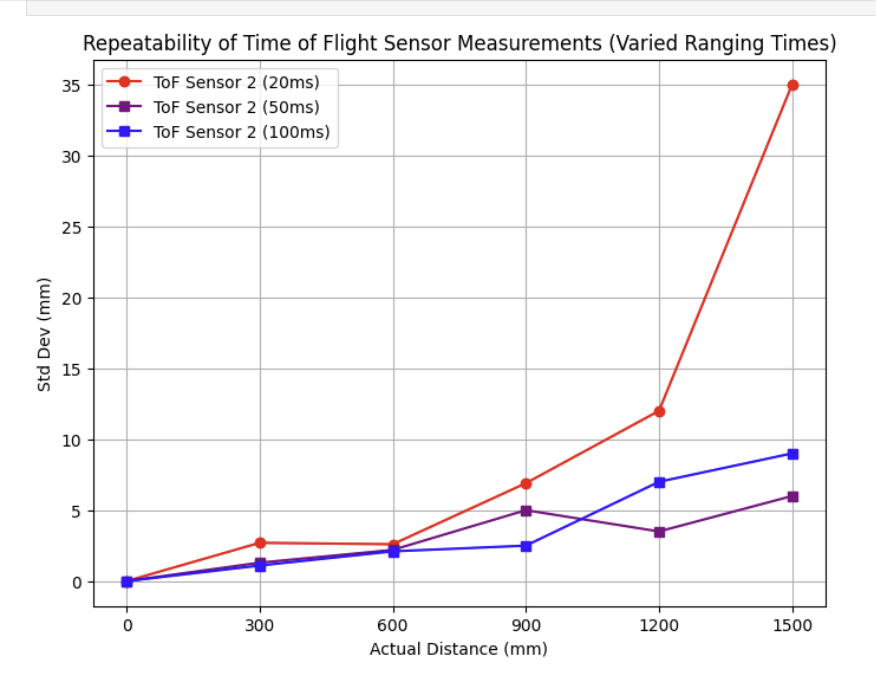 Repeatability of Time of Flight Sensor Measurements (Varied Ranging Times)
ToF Sensor 2 (20ms)
ToF Sensor 2 (50ms)
ToF Sensor 2 (100ms)
35
30
25
20
15
10
5
0
Std Dev (mm)
0 300 600 900 1200 1500
Actual Distance (mm)